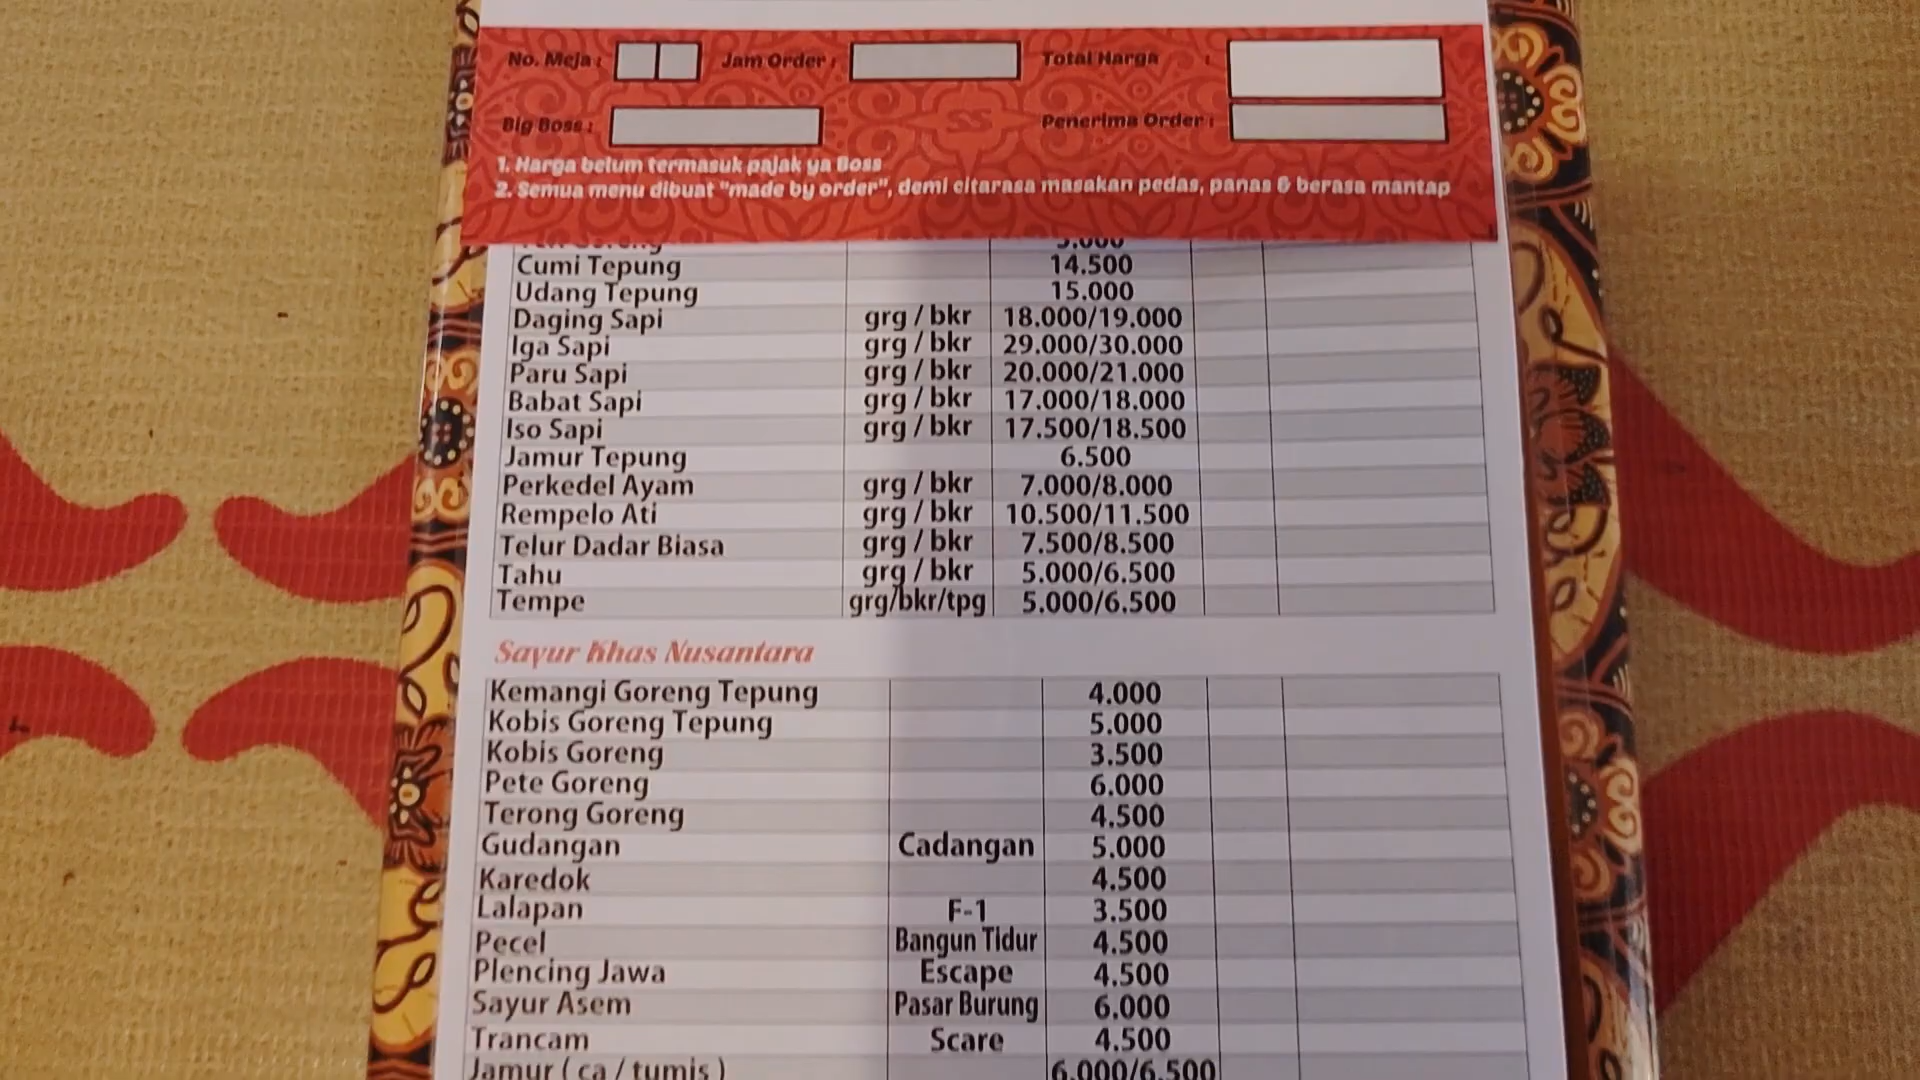 No. Meja : Jam Order : Total Harga :
Big Boss : Penerima Order :
SS
1. Harga belum termasuk pajak ya Boss
2. Semua menu dibuat "made by order", demi citarasa masakan pedas, panas & berasa mantap
Cumi Tepung 14.500
Udang Tepung 15.000
Daging Sapi grg / bkr 18.000/19.000
Iga Sapi grg / bkr 29.000/30.000
Paru Sapi grg / bkr 20.000/21.000
Babat Sapi grg / bkr 17.000/18.000
Iso Sapi grg / bkr 17.500/18.500
Jamur Tepung 6.500
Perkedel Ayam grg / bkr 7.000/8.000
Rempelo Ati grg / bkr 10.500/11.500
Telur Dadar Biasa grg / bkr 7.500/8.500
Tahu grg / bkr 5.000/6.500
Tempe grg/bkr/tpg 5.000/6.500
Sayur Khas Nusantara
Kemangi Goreng Tepung 4.000
Kobis Goreng Tepung 5.000
Kobis Goreng 3.500
Pete Goreng 6.000
Terong Goreng 4.500
Gudangan Cadangan 5.000
Karedok 4.500
Lalapan F-1 3.500
Pecel Bangun Tidur 4.500
Plencing Jawa Escape 4.500
Sayur Asem Pasar Burung 6.000
Trancam Scare 4.500
Jamur ( ca / tumis ) 6.000/6.500